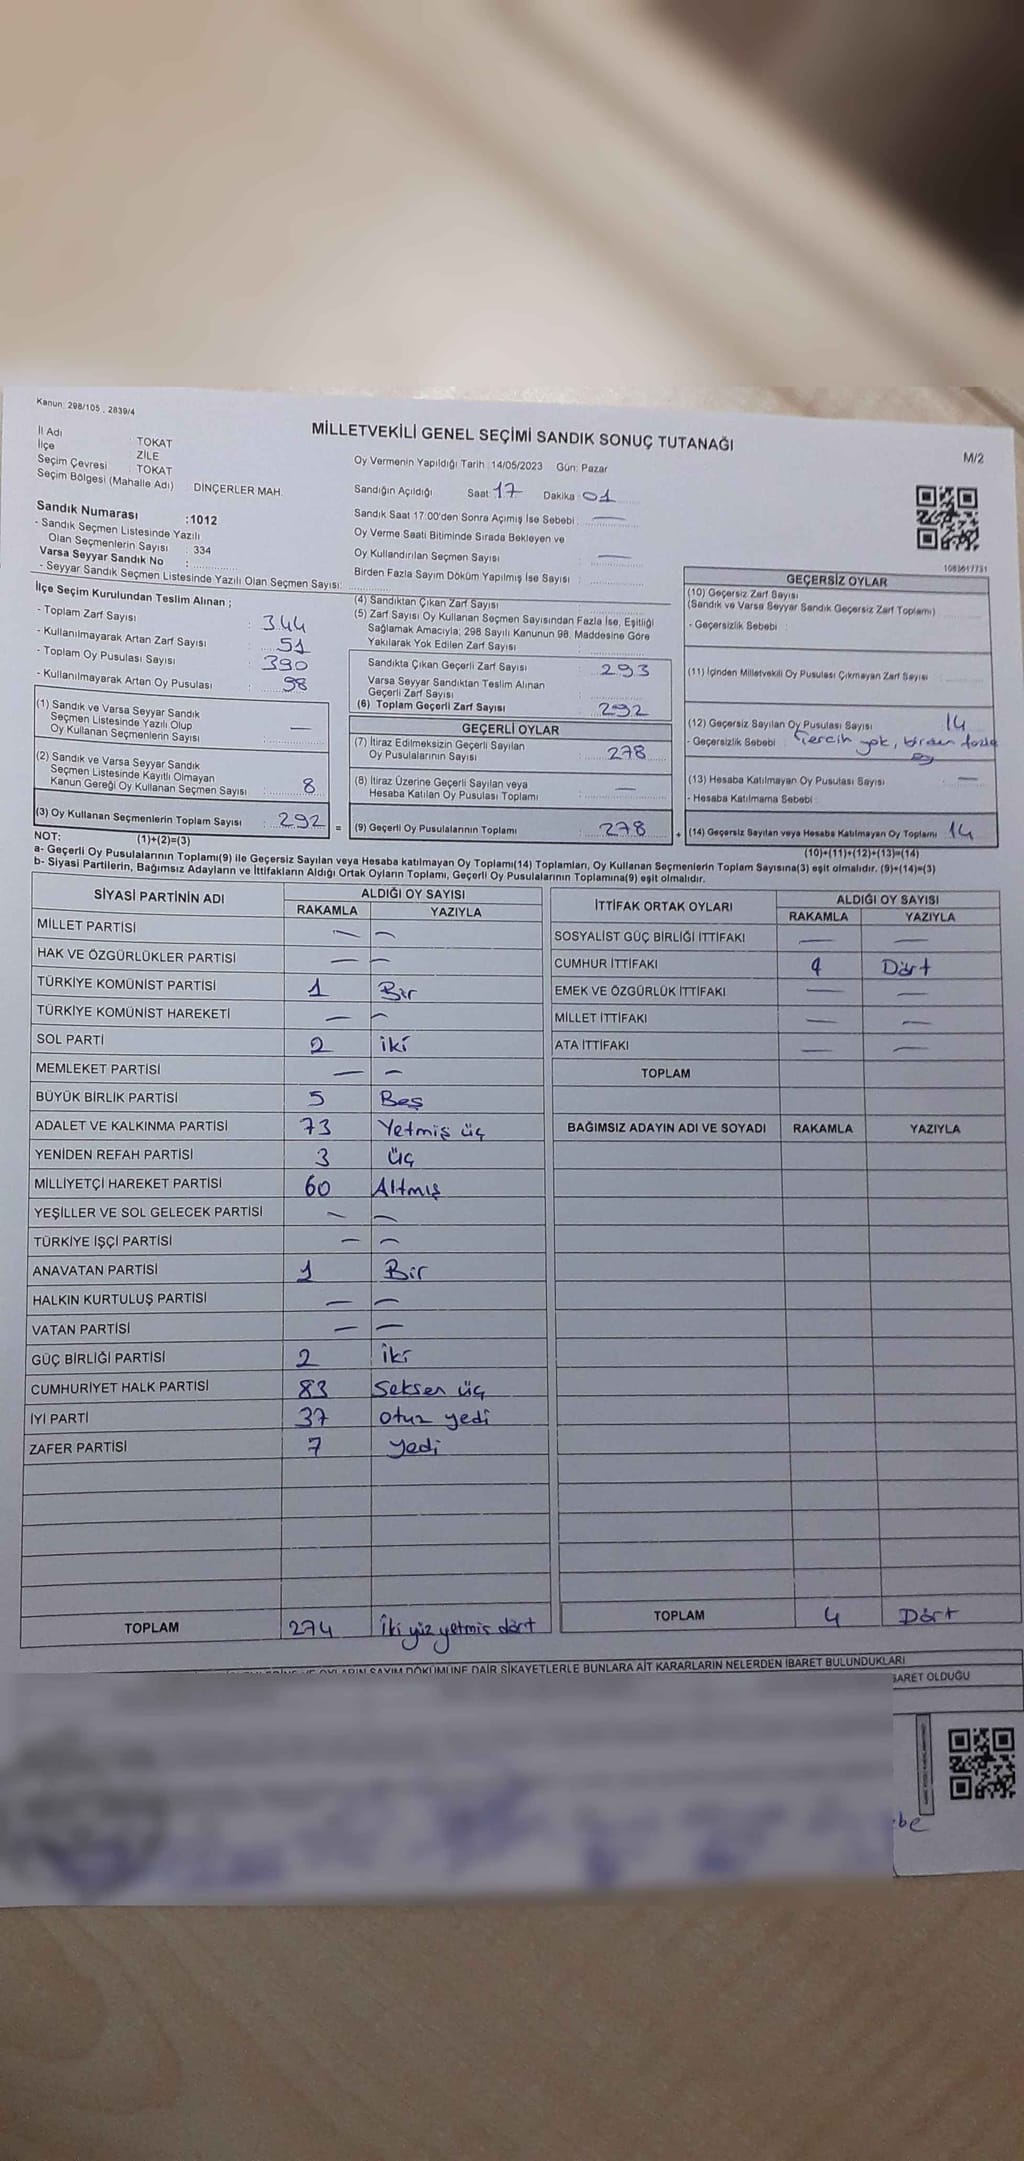 Kanun: 298/105 , 2839/4
MİLLETVEKİLİ GENEL SEÇİMİ SANDIK SONUÇ TUTANAĞI
M/2
İl Adı : TOKAT
İlçe : ZİLE
Seçim Çevresi : TOKAT
Seçim Bölgesi (Mahalle Adı) : DİNÇERLER MAH.
Sandık Numarası :1012
- Sandık Seçmen Listesinde Yazılı
Olan Seçmenlerin Sayısı : 334
Varsa Seyyar Sandık No :
- Seyyar Sandık Seçmen Listesinde Yazılı Olan Seçmen Sayısı:
Oy Vermenin Yapıldığı Tarih :14/05/2023 Gün: Pazar
Sandığın Açıldığı Saat: 17 Dakika: 01
Sandık Saat 17:00'den Sonra Açımış İse Sebebi : —
Oy Verme Saati Bitiminde Sırada Bekleyen ve
Oy Kullandırılan Seçmen Sayısı —
Birden Fazla Sayım Döküm Yapılmış İse Sayısı :
1083617731
İlçe Seçim Kurulundan Teslim Alınan ;
- Toplam Zarf Sayısı : 344
- Kullanılmayarak Artan Zarf Sayısı : 51
- Toplam Oy Pusulası Sayısı : 390
- Kullanılmayarak Artan Oy Pusulası : 98
(1) Sandık ve Varsa Seyyar Sandık
Seçmen Listesinde Yazılı Olup
Oy Kullanan Seçmenlerin Sayısı : —
(2) Sandık ve Varsa Seyyar Sandık
Seçmen Listesinde Kayıtlı Olmayan
Kanun Gereği Oy Kullanan Seçmen Sayısı : 8
(3) Oy Kullanan Seçmenlerin Toplam Sayısı : 292 =
(1)+(2)=(3)
(4) Sandıktan Çıkan Zarf Sayısı :
(5) Zarf Sayısı Oy Kullanan Seçmen Sayısından Fazla İse, Eşitliği
Sağlamak Amacıyla; 298 Sayılı Kanunun 98. Maddesine Göre
Yakılarak Yok Edilen Zarf Sayısı :
Sandıkta Çıkan Geçerli Zarf Sayısı : 293
Varsa Seyyar Sandıktan Teslim Alınan
Geçerli Zarf Sayısı :
(6) Toplam Geçerli Zarf Sayısı : 292
GEÇERLİ OYLAR
(7) İtiraz Edilmeksizin Geçerli Sayılan
Oy Pusulalarının Sayısı : 278
(8) İtiraz Üzerine Geçerli Sayılan veya
Hesaba Katılan Oy Pusulası Toplamı : —
(9) Geçerli Oy Pusulalarının Toplamı : 278 +
GEÇERSİZ OYLAR
(10) Geçersiz Zarf Sayısı
(Sandık ve Varsa Seyyar Sandık Geçersiz Zarf Toplamı) :
- Geçersizlik Sebebi :
(11) İçinden Milletvekili Oy Pusulası Çıkmayan Zarf Sayısı :
(12) Geçersiz Sayılan Oy Pusulası Sayısı : 14
- Geçersizlik Sebebi : Tercih yok, birden fazla
oy
(13) Hesaba Katılmayan Oy Pusulası Sayısı : —
- Hesaba Katılmama Sebebi :
(14) Geçersiz Sayılan veya Hesaba Katılmayan Oy Toplamı : 14
(10)+(11)+(12)+(13)=(14)
NOT:
a- Geçerli Oy Pusulalarının Toplamı(9) ile Geçersiz Sayılan veya Hesaba katılmayan Oy Toplamı(14) Toplamları, Oy Kullanan Seçmenlerin Toplam Sayısına(3) eşit olmalıdır. (9)+(14)=(3)
b- Siyasi Partilerin, Bağımsız Adayların ve İttifakların Aldığı Ortak Oyların Toplamı, Geçerli Oy Pusulalarının Toplamına(9) eşit olmalıdır.
SİYASİ PARTİNİN ADI ALDIĞI OY SAYISI
RAKAMLA YAZIYLA
MİLLET PARTİSİ — —
HAK VE ÖZGÜRLÜKLER PARTİSİ — —
TÜRKİYE KOMÜNİST PARTİSİ 1 Bir
TÜRKİYE KOMÜNİST HAREKETİ — —
SOL PARTİ 2 iki
MEMLEKET PARTİSİ — —
BÜYÜK BİRLİK PARTİSİ 5 Beş
ADALET VE KALKINMA PARTİSİ 73 Yetmiş üç
YENİDEN REFAH PARTİSİ 3 üç
MİLLİYETÇİ HAREKET PARTİSİ 60 Altmış
YEŞİLLER VE SOL GELECEK PARTİSİ — —
TÜRKİYE İŞÇİ PARTİSİ — —
ANAVATAN PARTİSİ 1 Bir
HALKIN KURTULUŞ PARTİSİ — —
VATAN PARTİSİ — —
GÜÇ BİRLİĞİ PARTİSİ 2 İki
CUMHURİYET HALK PARTİSİ 83 Seksen üç
İYİ PARTİ 37 otuz yedi
ZAFER PARTİSİ 7 yedi
TOPLAM 274 İki yüz yetmiş dört
İTTİFAK ORTAK OYLARI ALDIĞI OY SAYISI
RAKAMLA YAZIYLA
SOSYALİST GÜÇ BİRLİĞİ İTTİFAKI — —
CUMHUR İTTİFAKI 4 Dört
EMEK VE ÖZGÜRLÜK İTTİFAKI — —
MİLLET İTTİFAKI — —
ATA İTTİFAKI — —
TOPLAM
BAĞIMSIZ ADAYIN ADI VE SOYADI RAKAMLA YAZIYLA
TOPLAM 4 Dört
OYLARIN SAYIM DÖKÜMÜNE DAİR ŞİKAYETLERLE BUNLARA AİT KARARLARIN NELERDEN İBARET BULUNDUKLARI
BARET OLDUĞU